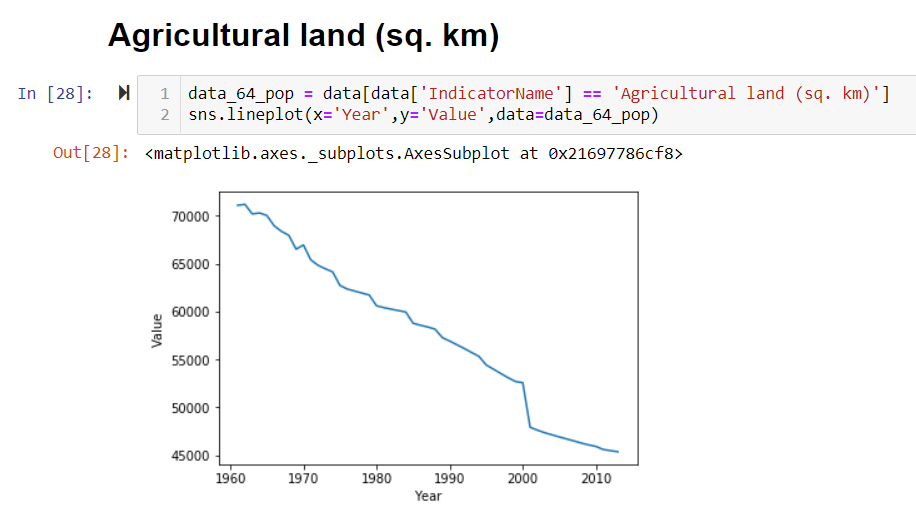 Agricultural land (sq. km)
In [28]:
1 data_64_pop = data[data['IndicatorName'] == 'Agricultural land (sq. km)']
2 sns.lineplot(x='Year',y='Value',data=data_64_pop)
Out[28]: <matplotlib.axes._subplots.AxesSubplot at 0x21697786cf8>
70000
65000
60000
55000
50000
45000
Value
1960 1970 1980 1990 2000 2010
Year